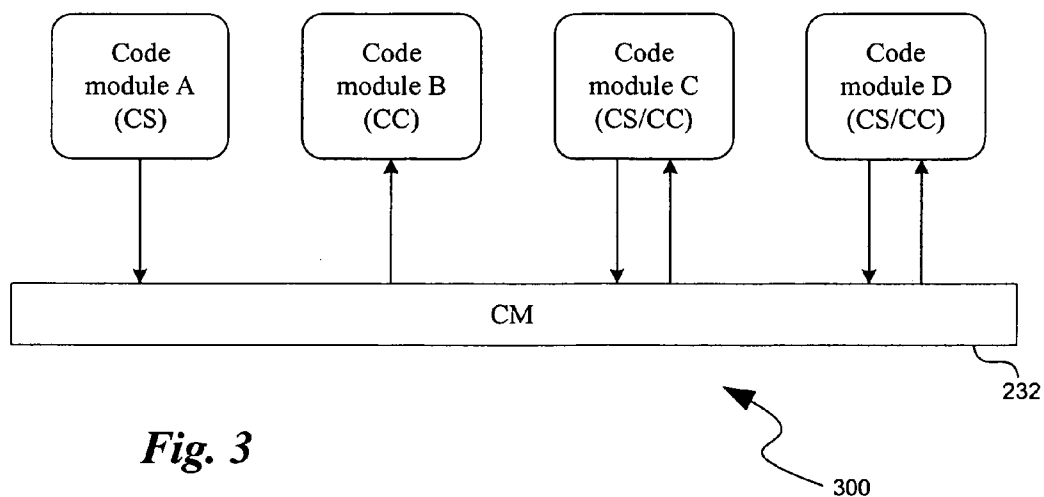 Code
module A
(CS)
Code
module B
(CC)
Code
module C
(CS/CC)
Code
module D
(CS/CC)
CM
232
Fig. 3
300